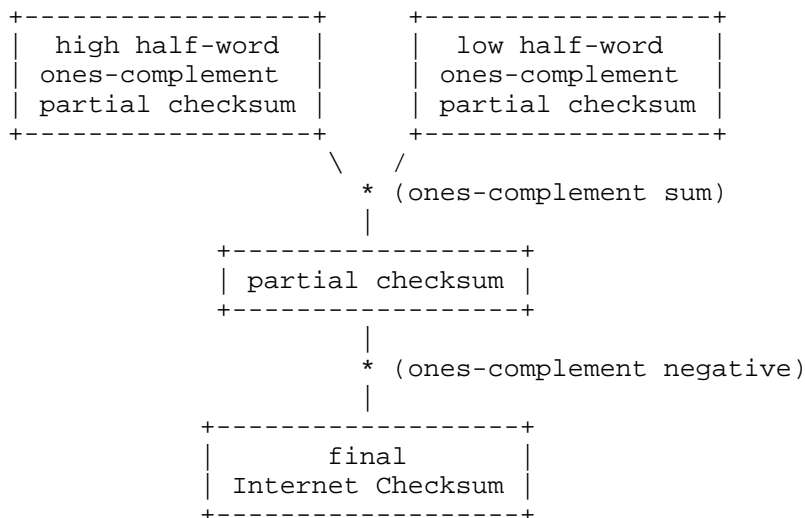 +------------------+     +------------------+
|  high half-word  |     |  low half-word   |
| ones-complement  |     | ones-complement  |
| partial checksum |     | partial checksum |
+------------------+     +------------------+
                    \   /
                      * (ones-complement sum)
                      |
             +------------------+
             | partial checksum |
             +------------------+
                      |
                      * (ones-complement negative)
                      |
            +-------------------+
            |       final       |
            | Internet Checksum |
            +-------------------+